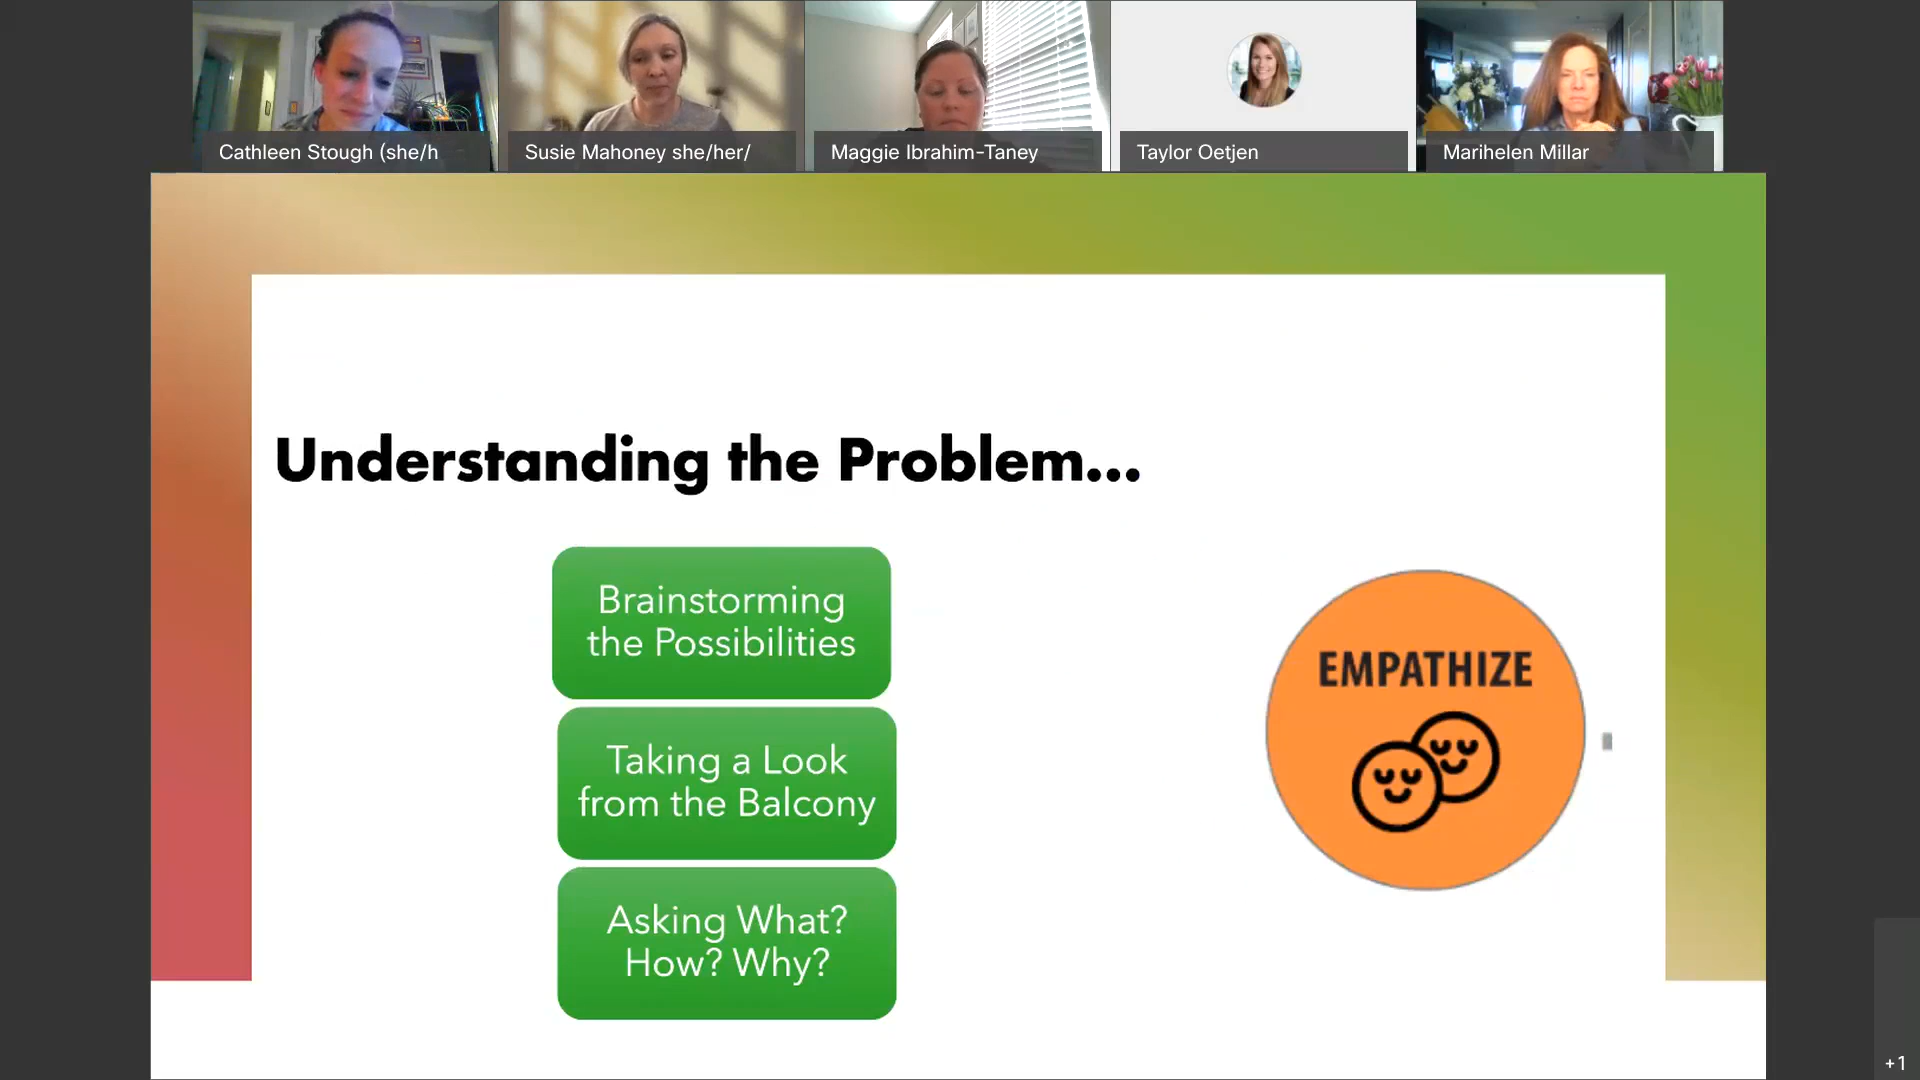 Cathleen Stough (she/h
Susie Mahoney she/her/
Maggie Ibrahim-Taney
Taylor Oetjen
Marihelen Millar
Understanding the Problem...
Brainstorming
the Possibilities
Taking a Look
from the Balcony
Asking What?
How? Why?
EMPATHIZE
+1